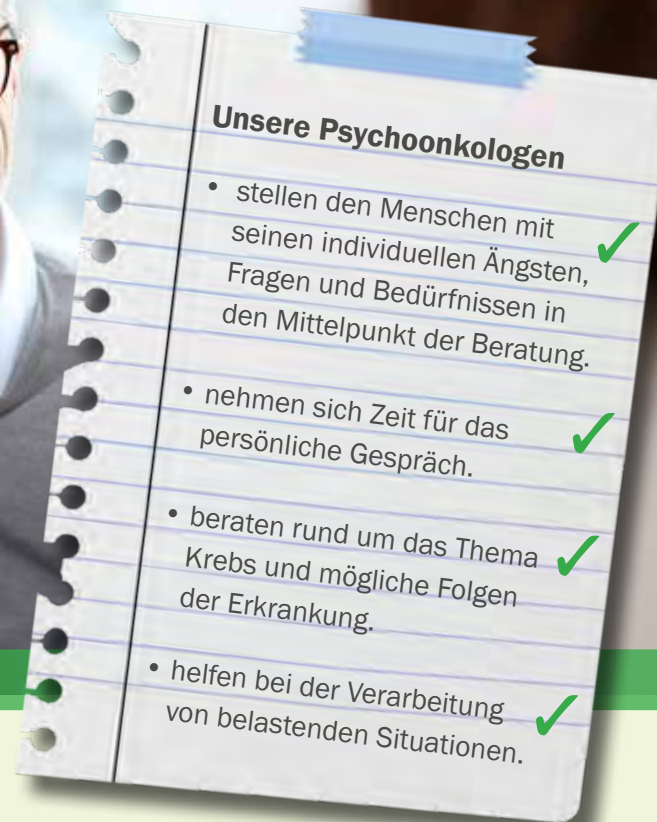 Unsere Psychoonkologen
• stellen den Menschen mit
seinen individuellen Ängsten,
Fragen und Bedürfnissen in
den Mittelpunkt der Beratung.
• nehmen sich Zeit für das
persönliche Gespräch.
• beraten rund um das Thema
Krebs und mögliche Folgen
der Erkrankung.
• helfen bei der Verarbeitung
von belastenden Situationen.